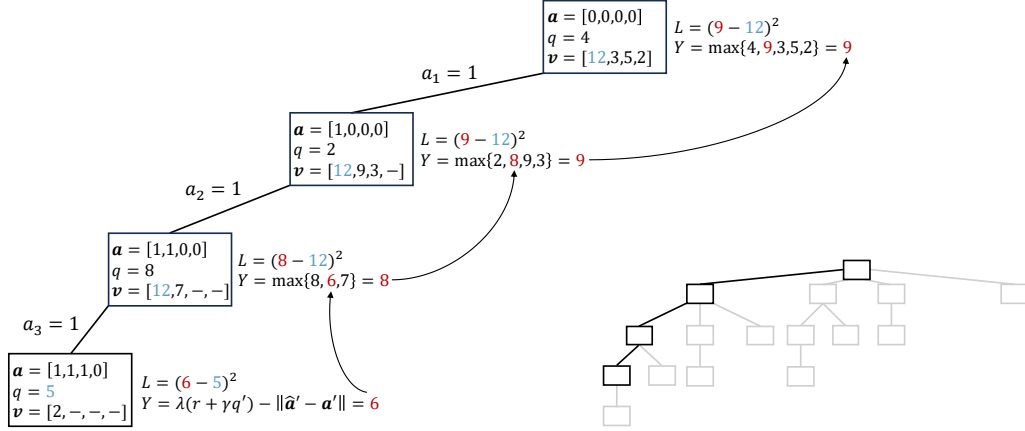 𝒂 = [0,0,0,0]
q = 4
𝒗 = [12,3,5,2]
L = (9 − 12)²
Y = max{4, 9,3,5,2} = 9
a₁ = 1
𝒂 = [1,0,0,0]
q = 2
𝒗 = [12,9,3, −]
L = (9 − 12)²
Y = max{2, 8,9,3} = 9
a₂ = 1
𝒂 = [1,1,0,0]
q = 8
𝒗 = [12,7, −, −]
L = (8 − 12)²
Y = max{8, 6,7} = 8
a₃ = 1
𝒂 = [1,1,1,0]
q = 5
𝒗 = [2, −, −, −]
L = (6 − 5)²
Y = λ(r + γq′) − ‖𝒂̂′ − 𝒂′‖ = 6